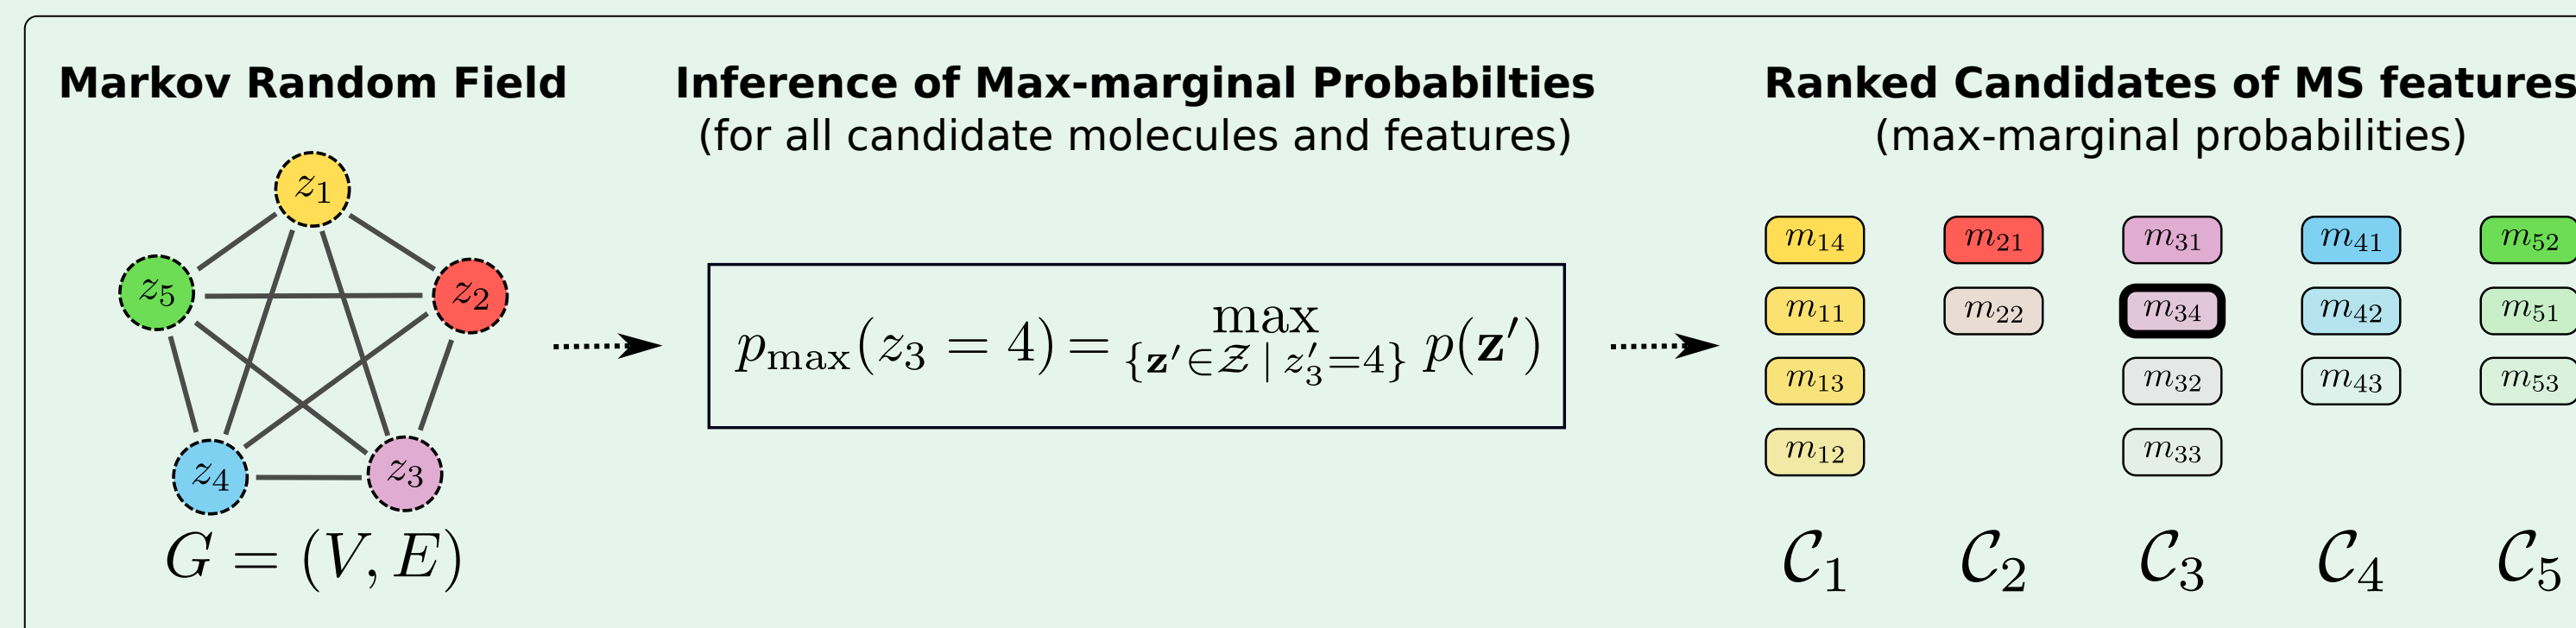 Markov Random Field
z1
z5
z2
z4
z3
G = (V, E)
Inference of Max-marginal Probabilties
(for all candidate molecules and features)
pmax(z3 = 4) = max{z′∈Z | z′3=4} p(z′)
Ranked Candidates of MS features
(max-marginal probabilities)
m14 m21 m31 m41 m52
m11 m22 m34 m42 m51
m13 m32 m43 m53
m12 m33
C1 C2 C3 C4 C5